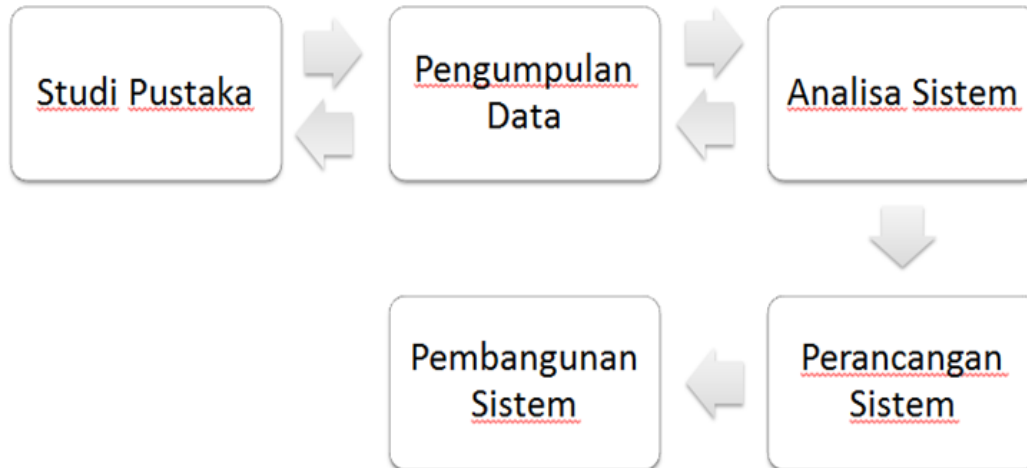 Studi Pustaka
Pengumpulan
Data
Analisa Sistem
Perancangan
Sistem
Pembangunan
Sistem